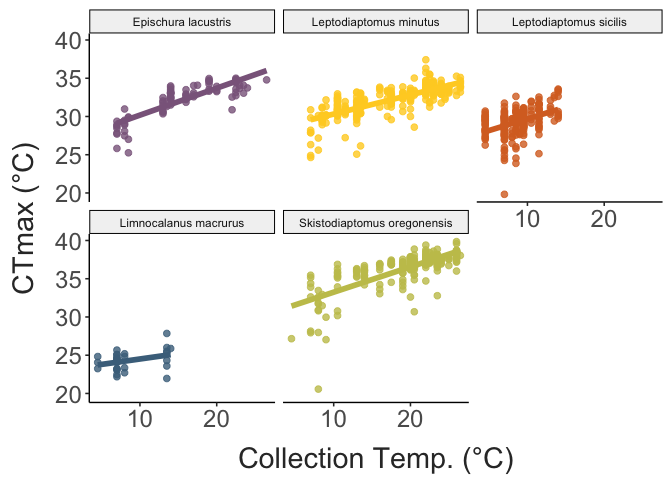 Epischura lacustris
Leptodiaptomus minutus
Leptodiaptomus sicilis
40
35
30
25
20
10
20
Limnocalanus macrurus
Skistodiaptomus oregonensis
40
35
30
25
20
10
20
10
20
CTmax (°C)
Collection Temp. (°C)